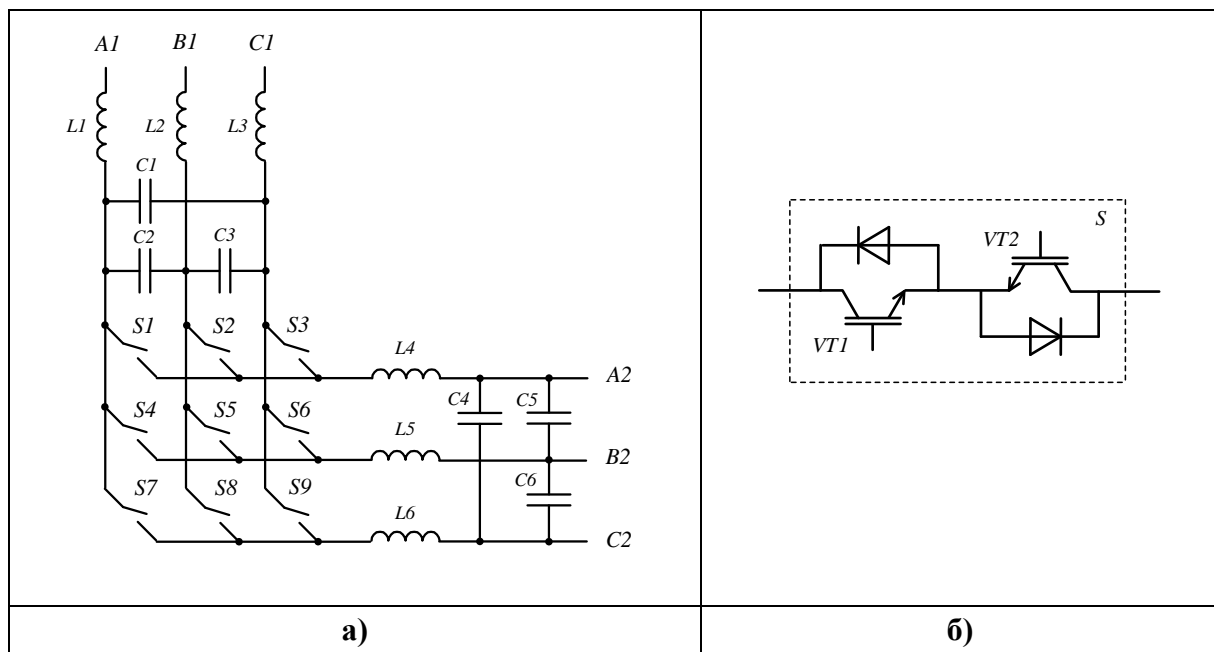 A1 B1 C1
L1 L2 L3
C1
C2 C3
S1 S2 S3
L4
A2
C4 C5
S4 S5 S6
L5
B2
C6
S7 S8 S9
L6
C2
S
VT2
VT1
а) б)